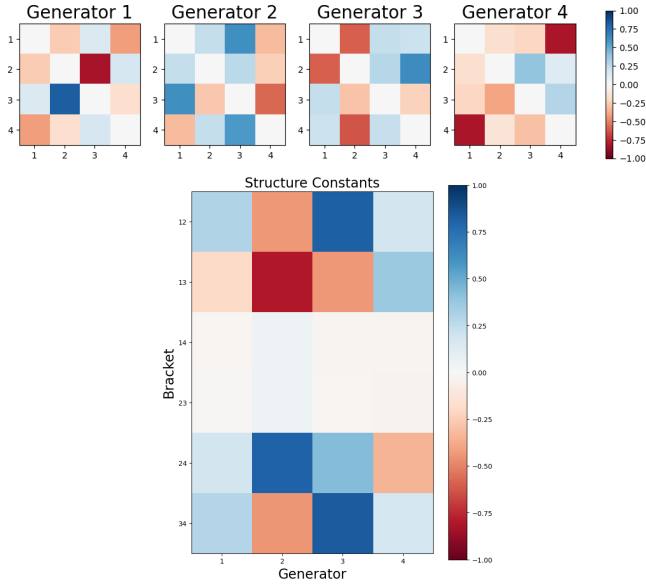 Generator 1 Generator 2 Generator 3 Generator 4
1 1 1 1 1.00
2 2 2 2 0.75
3 3 3 3 0.50
4 4 4 4 0.25
0.00
−0.25
−0.50
−0.75
−1.00
1 2 3 4 1 2 3 4 1 2 3 4 1 2 3 4
Structure Constants
Bracket
12
13
14
23
24
34
1 2 3 4
Generator
1.00
0.75
0.50
0.25
0.00
−0.25
−0.50
−0.75
−1.00